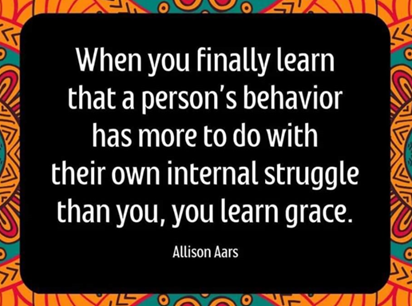 When you finally learn
that a person's behavior
has more to do with
their own internal struggle
than you, you learn grace.
Allison Aars